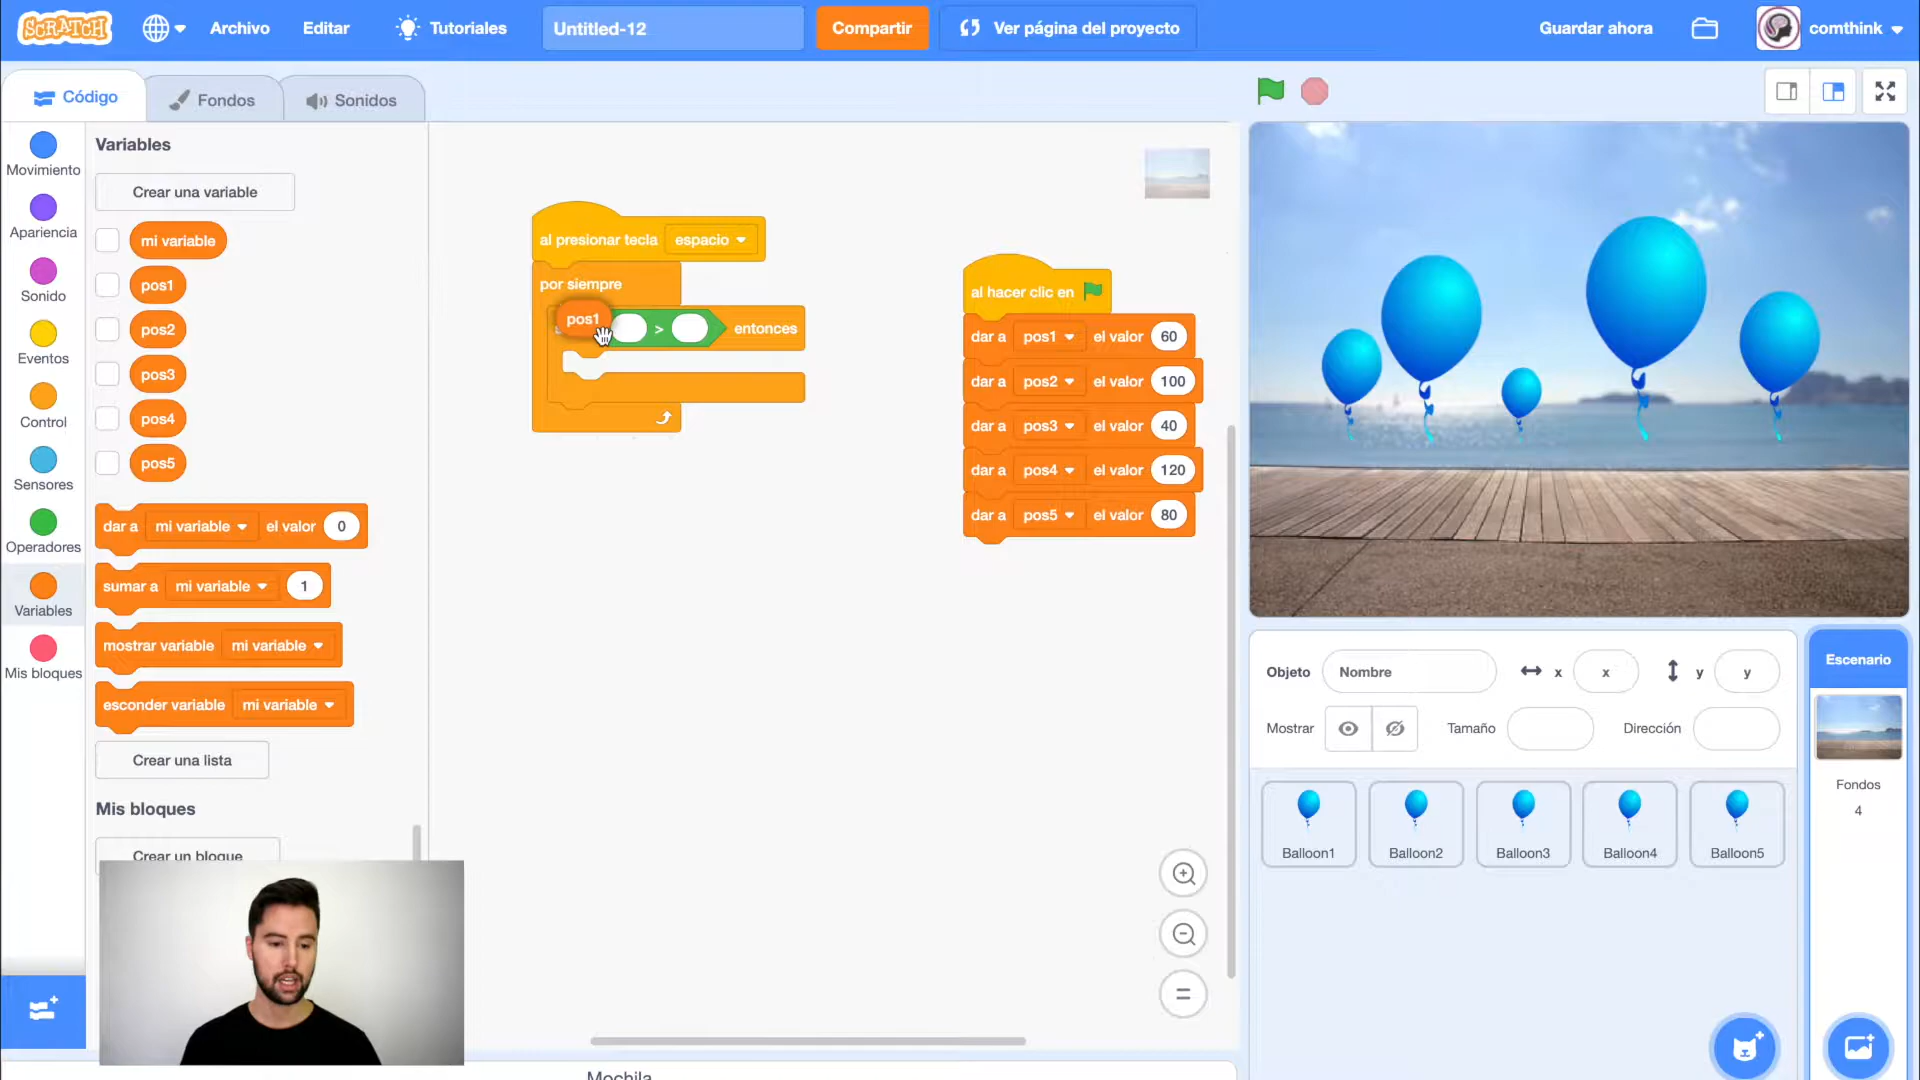 SCRATCH Archivo Editar Tutoriales Untitled-12 Compartir Ver página del proyecto Guardar ahora comthink
Código Fondos Sonidos
Movimiento
Apariencia
Sonido
Eventos
Control
Sensores
Operadores
Variables
Mis bloques
Variables
Crear una variable
mi variable
pos1
pos2
pos3
pos4
pos5
dar a mi variable el valor 0
sumar a mi variable 1
mostrar variable mi variable
esconder variable mi variable
Crear una lista
Mis bloques
Crear un bloque
al presionar tecla espacio
por siempre
pos1 > entonces
al hacer clic en
dar a pos1 el valor 60
dar a pos2 el valor 100
dar a pos3 el valor 40
dar a pos4 el valor 120
dar a pos5 el valor 80
Mochila
Objeto Nombre x x y y
Mostrar Tamaño Dirección
Balloon1 Balloon2 Balloon3 Balloon4 Balloon5
Escenario
Fondos
4